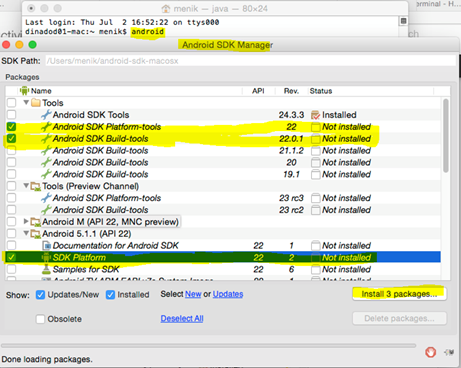 menik — java — 80×24
erminal - H
Last login: Thu Jul 2 16:52:22 on ttys000
dinadod01-mac:~ menik$ android
Android SDK Manager
SDK Path: /Users/menik/android-sdk-macosx
Packages
Name API Rev. Status
Tools
Android SDK Tools 24.3.3 Installed
Android SDK Platform-tools 22 Not installed
Android SDK Build-tools 22.0.1 Not installed
Android SDK Build-tools 21.1.2 Not installed
Android SDK Build-tools 20 Not installed
Android SDK Build-tools 19.1 Not installed
Tools (Preview Channel)
Android SDK Platform-tools 23 rc3 Not installed
Android SDK Build-tools 23 rc2 Not installed
Android M (API 22, MNC preview)
Android 5.1.1 (API 22)
Documentation for Android SDK 22 1 Not installed
SDK Platform 22 2 Not installed
Samples for SDK 22 6 Not installed
Show: Updates/New Installed Select New or Updates Install 3 packages...
Obsolete Deselect All Delete packages...
Done loading packages.